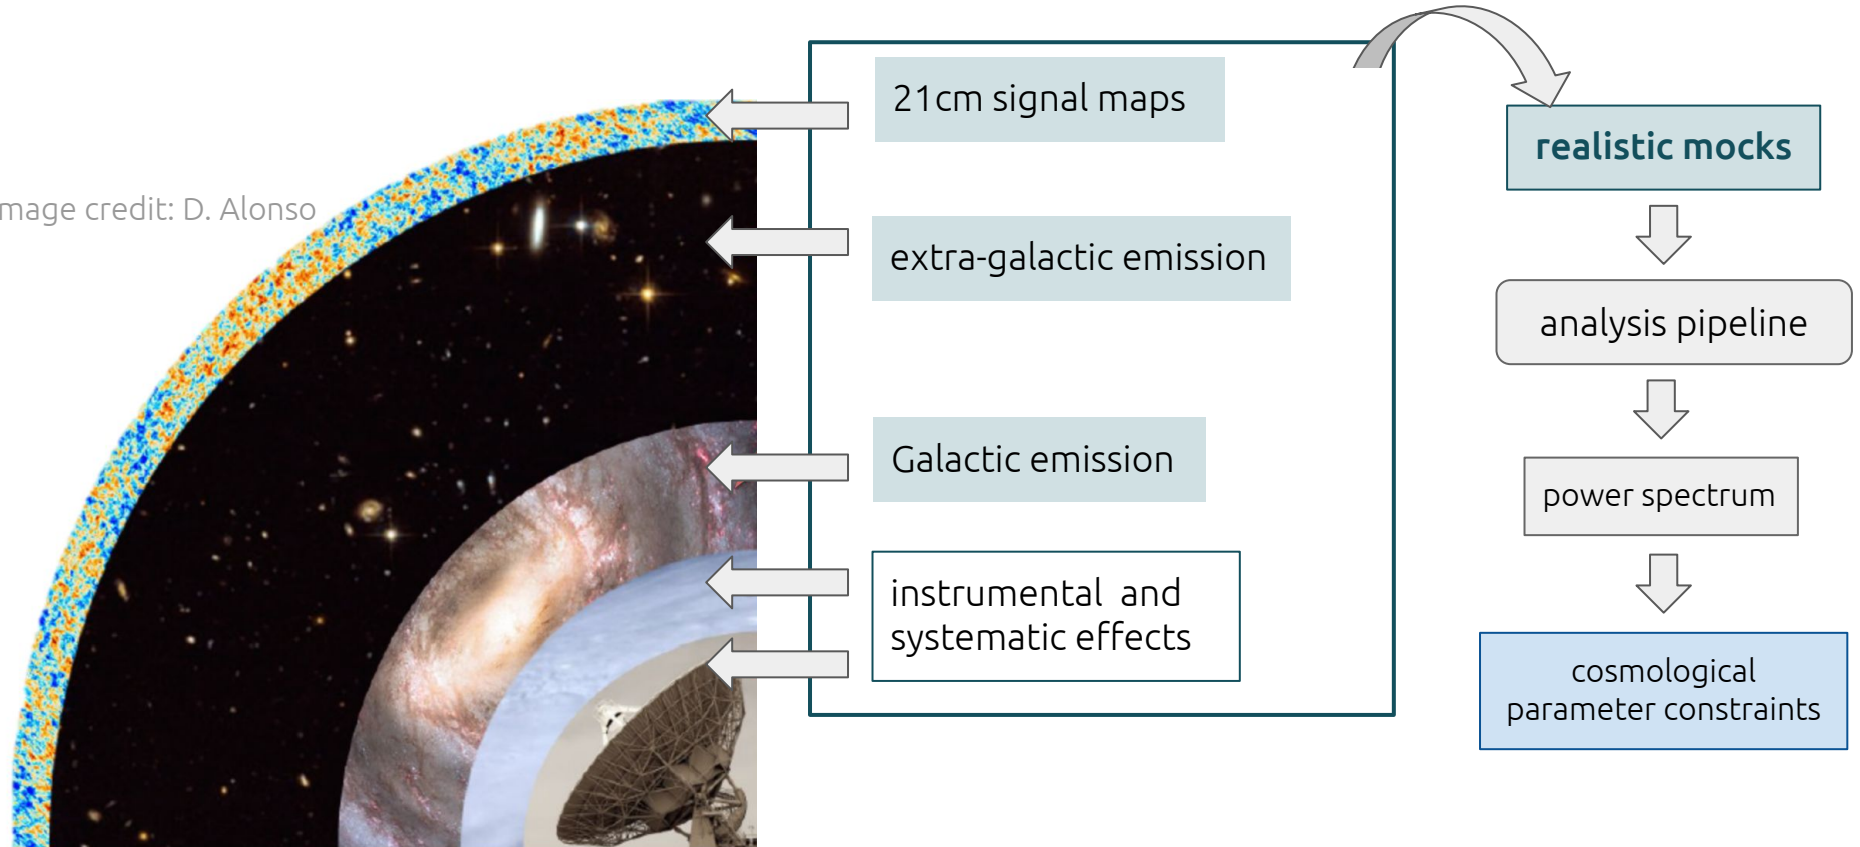 21cm signal maps
realistic mocks
mage credit: D. Alonso
extra-galactic emission
analysis pipeline
Galactic emission
power spectrum
instrumental and
systematic effects
cosmological
parameter constraints